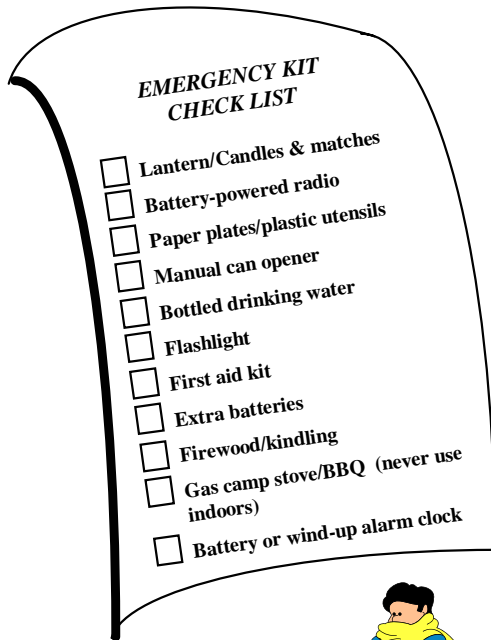 EMERGENCY KIT
CHECK LIST
Lantern/Candles & matches
Battery-powered radio
Paper plates/plastic utensils
Manual can opener
Bottled drinking water
Flashlight
First aid kit
Extra batteries
Firewood/kindling
Gas camp stove/BBQ (never use
indoors)
Battery or wind-up alarm clock